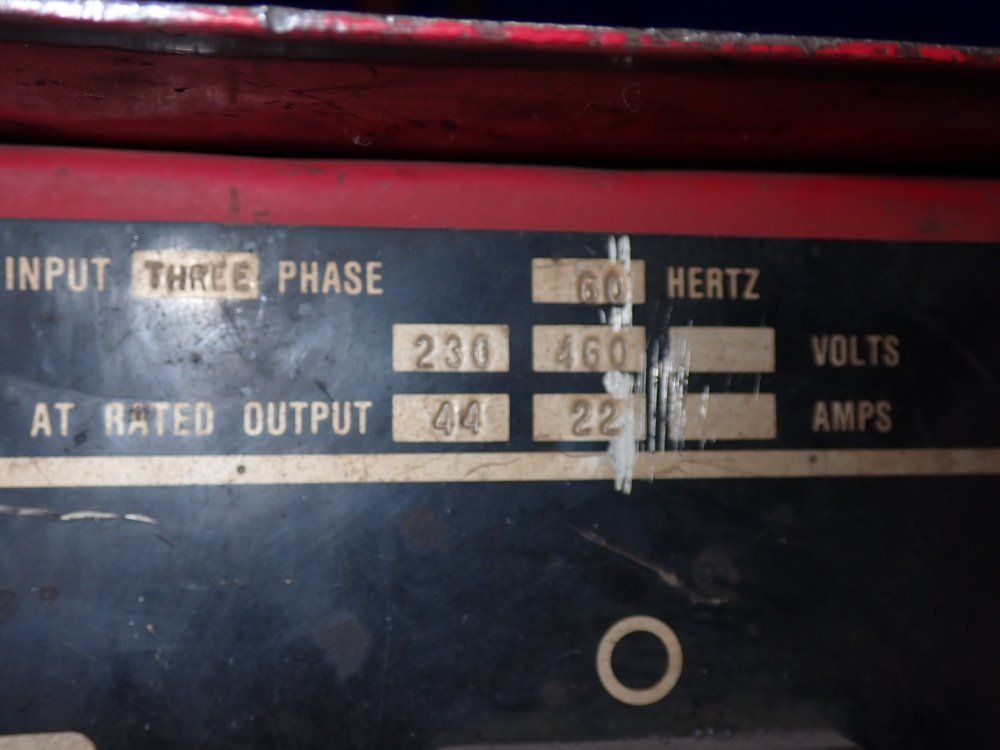 INPUT THREE PHASE 60 HERTZ
230 460 VOLTS
AT RATED OUTPUT 44 22 AMPS